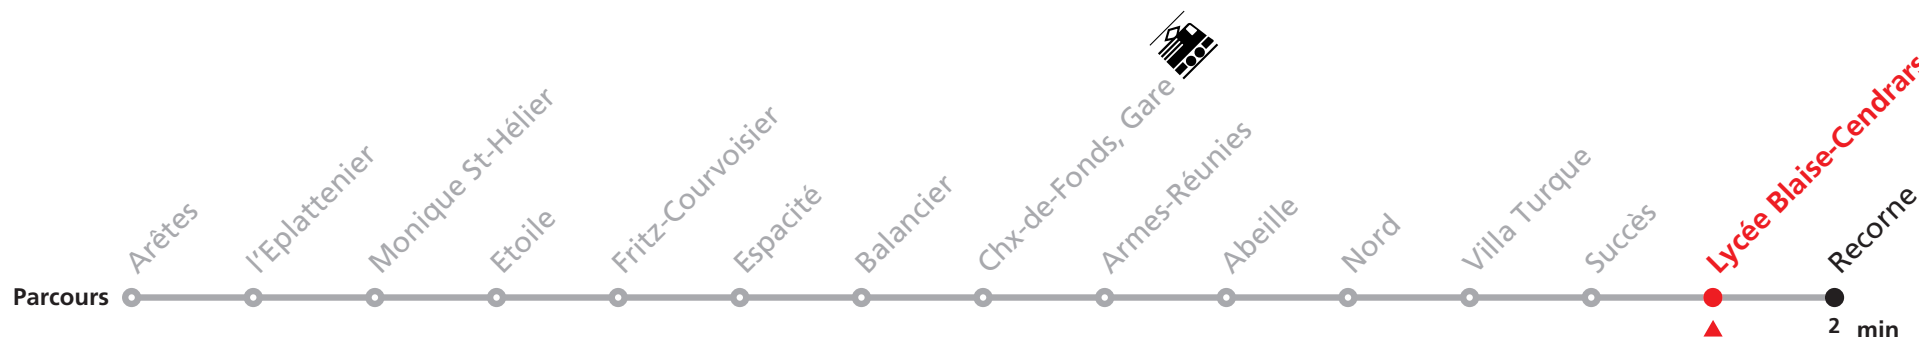 Parcours
Arêtes
l'Eplattenier
Monique St-Hélier
Etoile
Fritz-Courvoisier
Espacité
Balancier
Chx-de-Fonds, Gare
Armes-Réunies
Abeille
Nord
Villa Turque
Succès
Lycée Blaise-Cendrars
Recorne
2 min